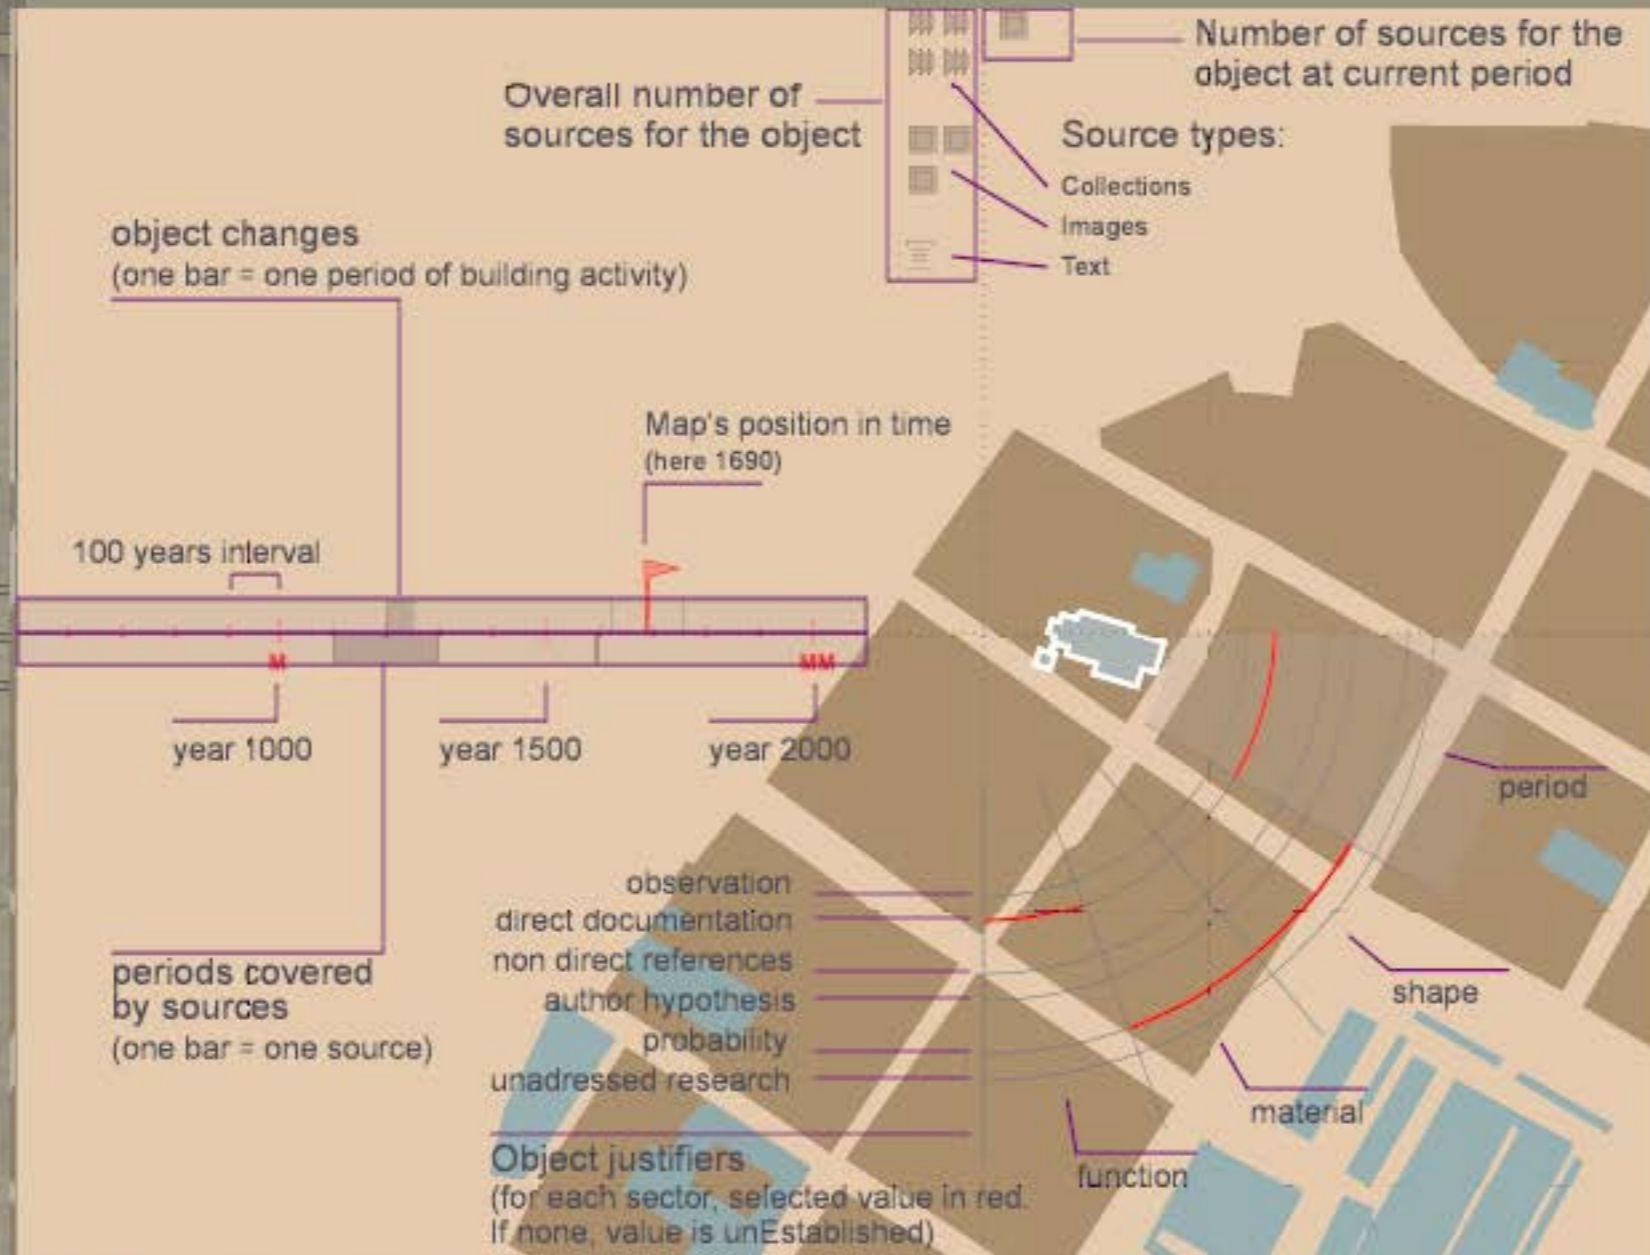 Number of sources for the
object at current period
Overall number of
sources for the object
Source types:
Collections
Images
Text
object changes
(one bar = one period of building activity)
Map's position in time
(here 1690)
100 years interval
M
MM
year 1000
year 1500
year 2000
period
observation
direct documentation
non direct references
author hypothesis
probability
unadressed research
periods covered
by sources
(one bar = one source)
shape
material
function
Object justifiers
(for each sector, selected value in red.
If none, value is unEstablished)